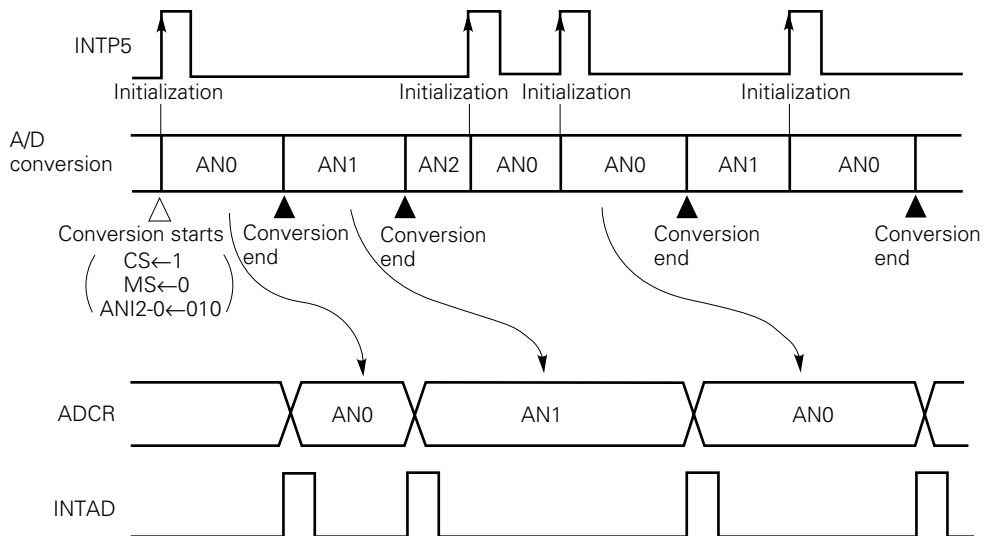 INTP5
Initialization Initialization Initialization Initialization
A/D
conversion
AN0 AN1 AN2 AN0 AN0 AN1 AN0
Conversion starts
CS←1
MS←0
ANI2-0←010
Conversion
end
Conversion
end
Conversion
end
Conversion
end
ADCR AN0 AN1 AN0
INTAD